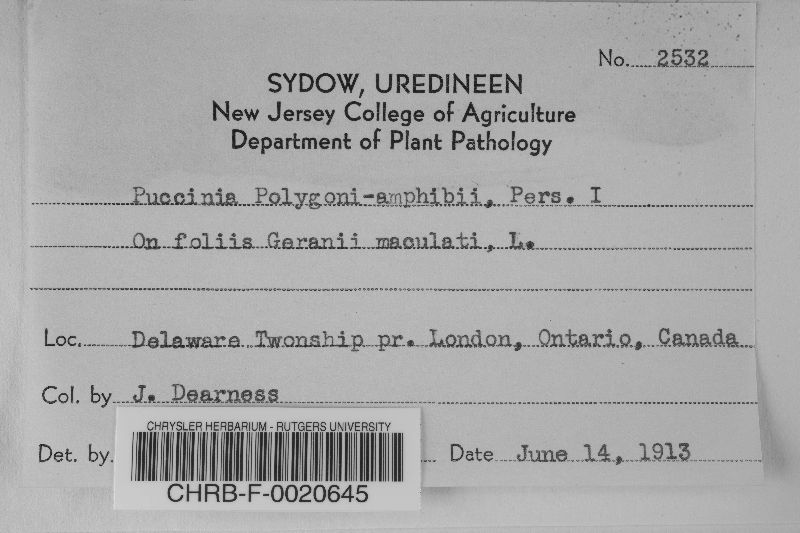 No. 2532
SYDOW, UREDINEEN
New Jersey College of Agriculture
Department of Plant Pathology
Puccinia Polygoni-amphibii, Pers. I
On foliis Geranii maculati, L.
Loc. Delaware Twonship pr. London, Ontario, Canada
Col. by J. Dearness
Det. by. Date June 14, 1913
CHRYSLER HERBARIUM - RUTGERS UNIVERSITY
CHRB-F-0020645